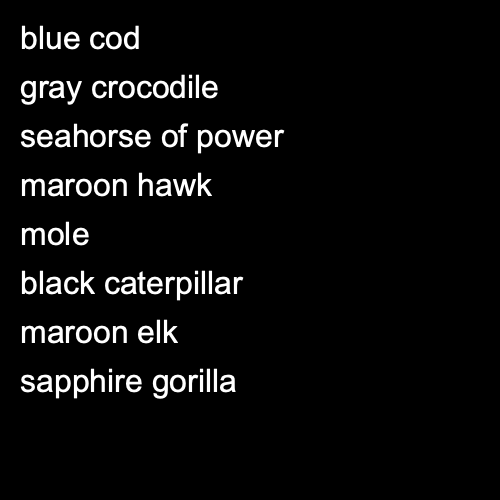 blue cod
gray crocodile
seahorse of power
maroon hawk
mole
black caterpillar
maroon elk
sapphire gorilla